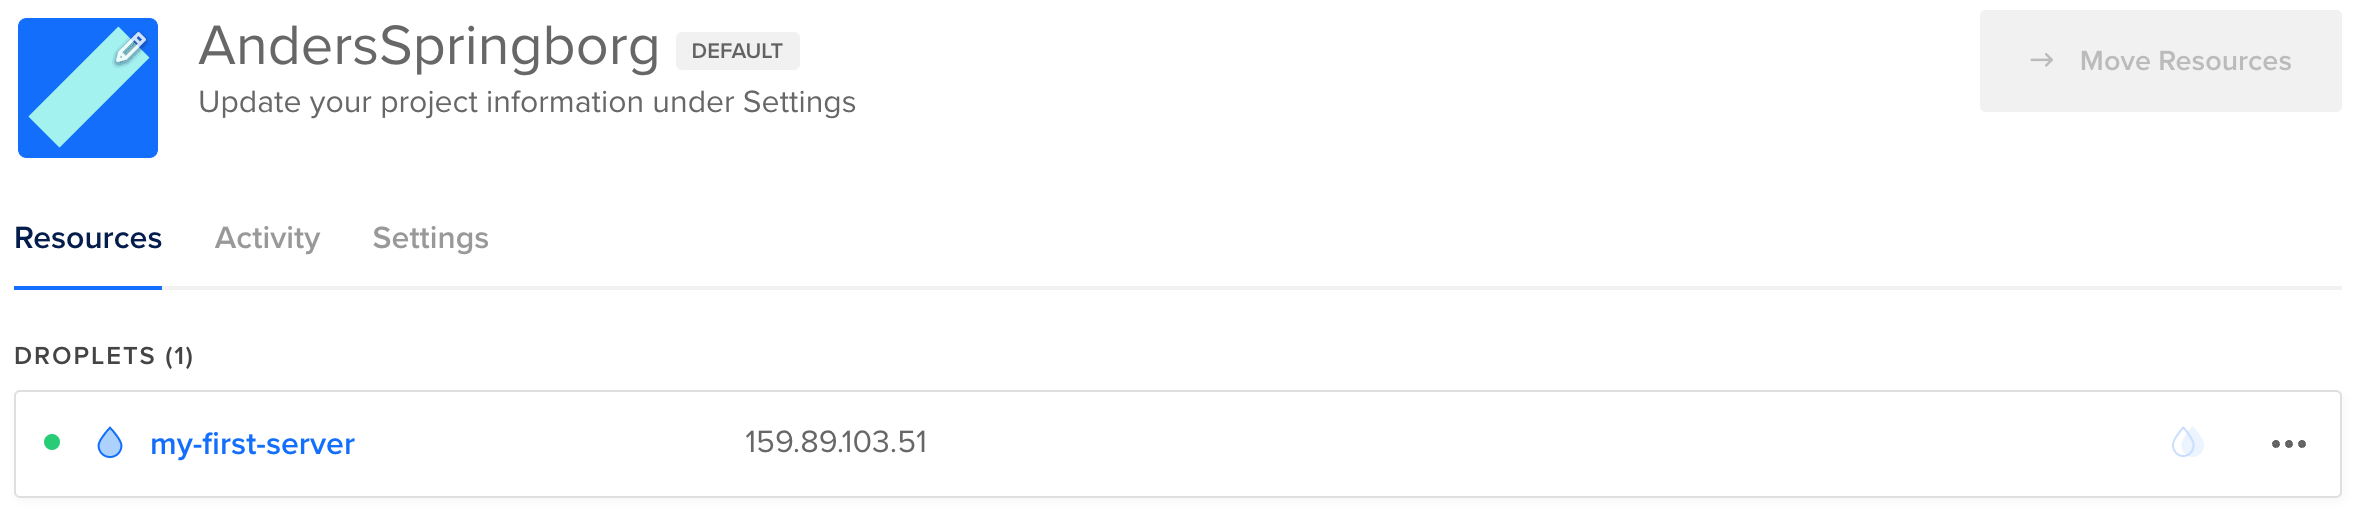 AndersSpringborg DEFAULT
Update your project information under Settings
→ Move Resources
Resources Activity Settings
DROPLETS (1)
my-first-server 159.89.103.51